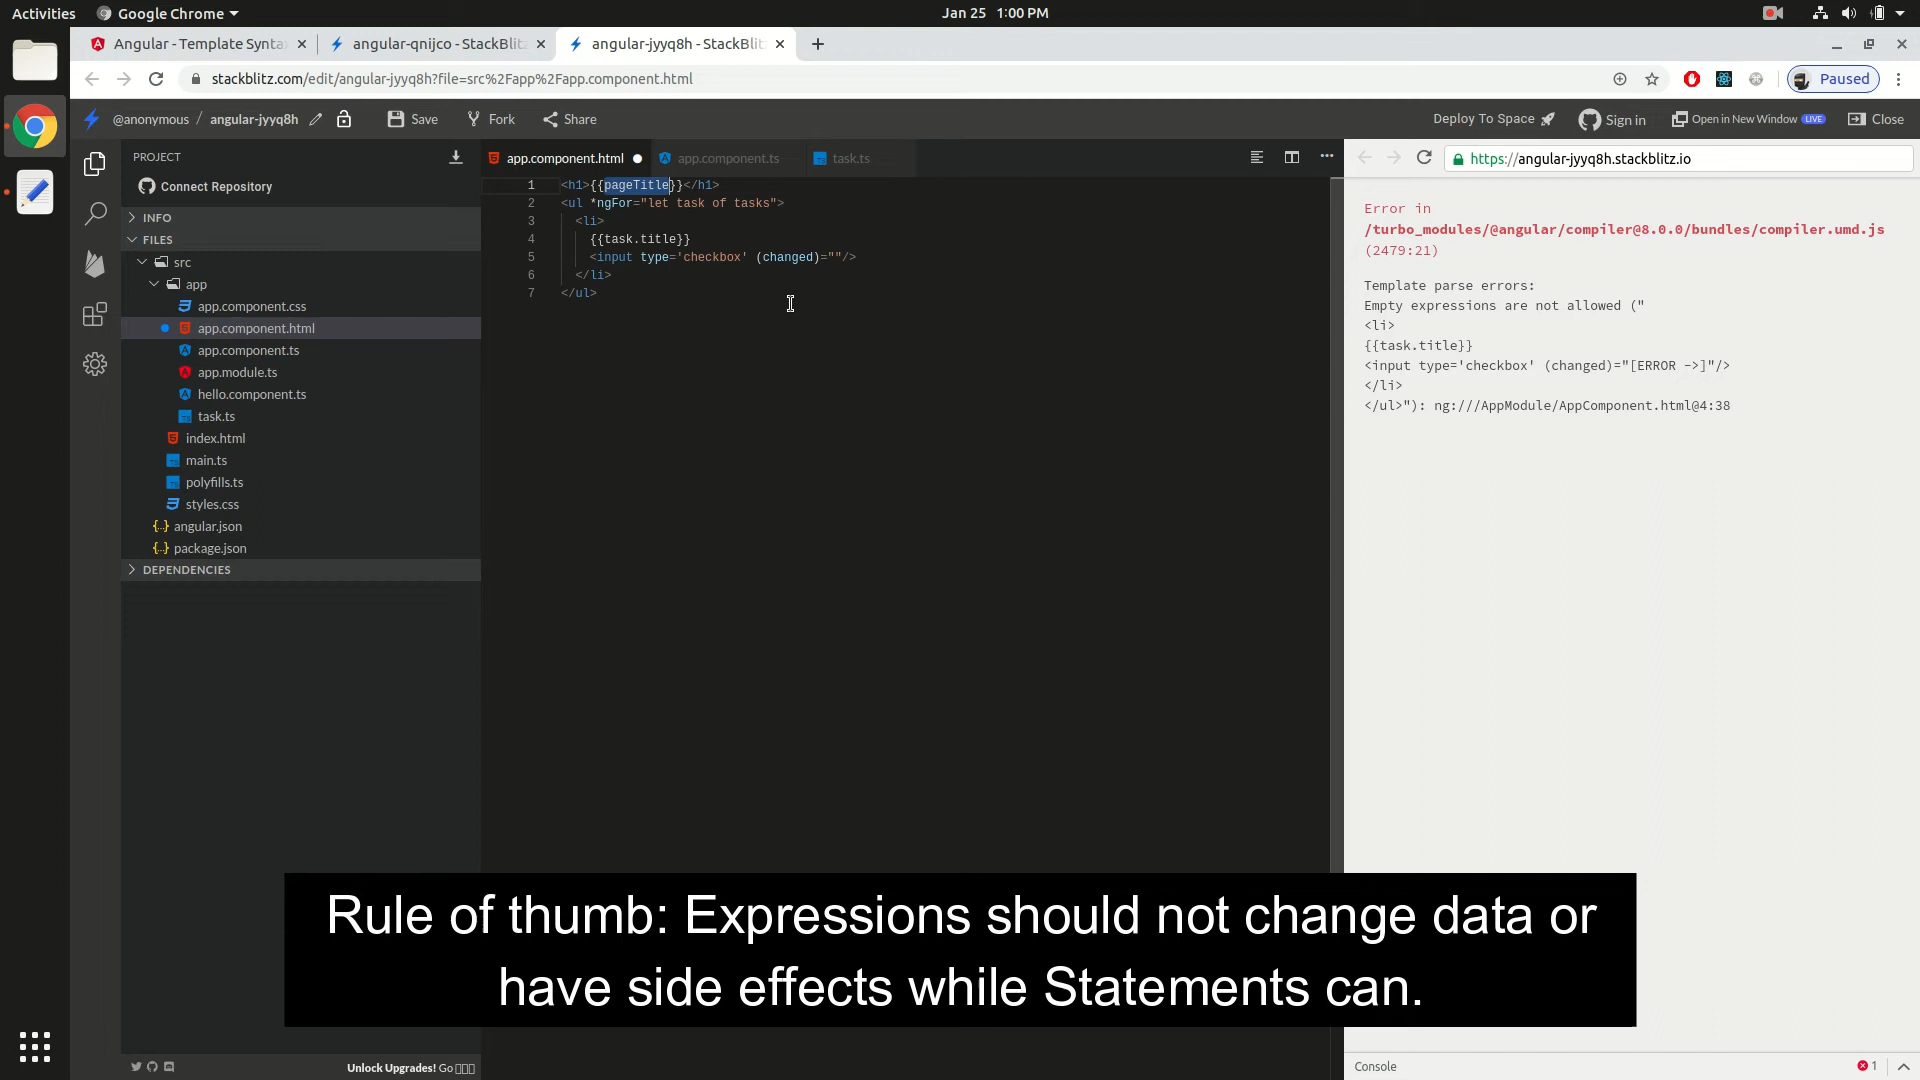 Activities
Google Chrome
Jan 25 1:00 PM
Angular - Template Synta
angular-qnijco - StackBlitz
angular-jyyq8h - StackBlit
stackblitz.com/edit/angular-jyyq8h?file=src%2Fapp%2Fapp.component.html
Paused
@anonymous / angular-jyyq8h
Save
Fork
Share
Deploy To Space
Sign in
Open in New Window LIVE
Close
PROJECT
Connect Repository
INFO
FILES
src
app
app.component.css
app.component.html
app.component.ts
app.module.ts
hello.component.ts
task.ts
index.html
main.ts
polyfills.ts
styles.css
angular.json
package.json
DEPENDENCIES
Unlock Upgrades! Go
app.component.html
app.component.ts
task.ts
1 <h1>{{pageTitle}}</h1>
2 <ul *ngFor="let task of tasks">
3 <li>
4 {{task.title}}
5 <input type='checkbox' (changed)=""/>
6 </li>
7 </ul>
https://angular-jyyq8h.stackblitz.io
Error in
/turbo_modules/@angular/compiler@8.0.0/bundles/compiler.umd.js
(2479:21)
Template parse errors:
Empty expressions are not allowed ("
<li>
{{task.title}}
<input type='checkbox' (changed)="[ERROR ->]"/>
</li>
</ul>"): ng:///AppModule/AppComponent.html@4:38
Rule of thumb: Expressions should not change data or
have side effects while Statements can.
Console
1